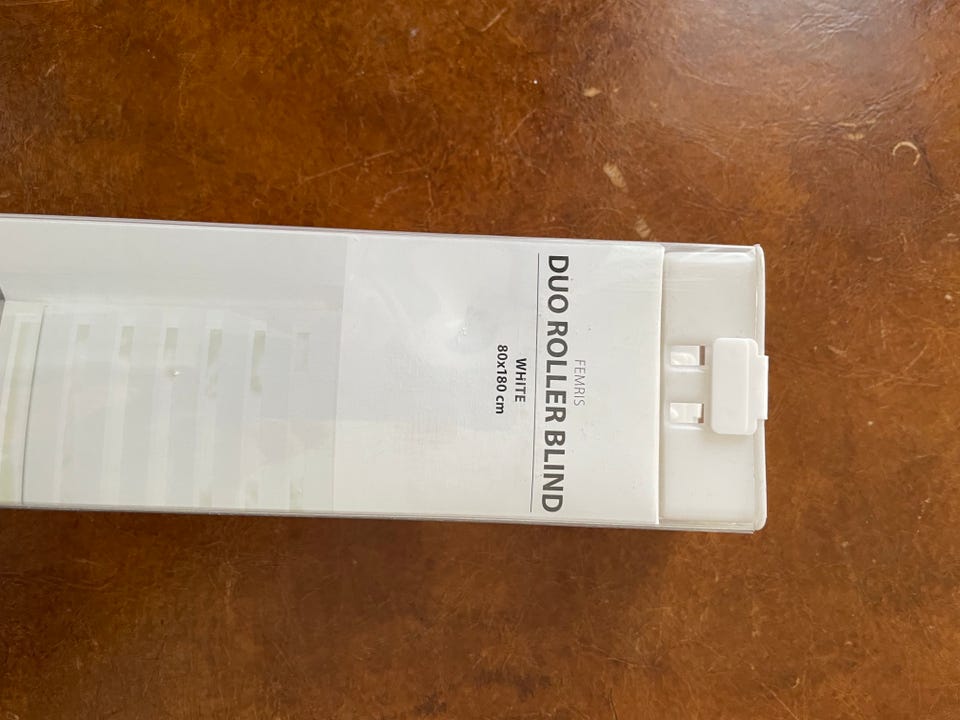 FEMRIS
DUO ROLLER BLIND
WHITE
80x180 cm